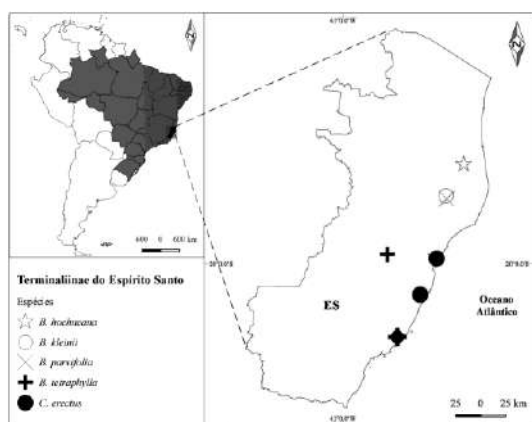 600 0 600 km
Terminaliinae do Espírito Santo
Espécies
B. hochuana
B. kleinii
B. parvifolia
B. tetraphylla
C. erectus
ES
Oceano
Atlântico
25 0 25 km